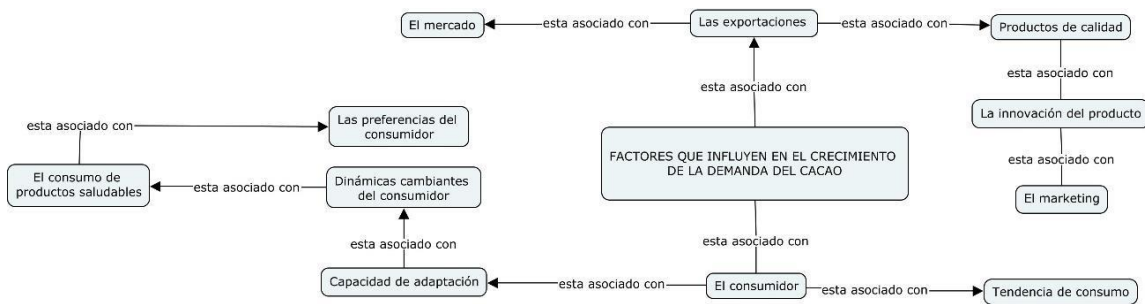 El mercado
esta asociado con
Las exportaciones
esta asociado con
Productos de calidad
esta asociado con
esta asociado con
La innovación del producto
esta asociado con
El marketing
esta asociado con
Las preferencias del
consumidor
FACTORES QUE INFLUYEN EN EL CRECIMIENTO
DE LA DEMANDA DEL CACAO
El consumo de
productos saludables
esta asociado con
Dinámicas cambiantes
del consumidor
esta asociado con
esta asociado con
Capacidad de adaptación
esta asociado con
El consumidor
esta asociado con
Tendencia de consumo